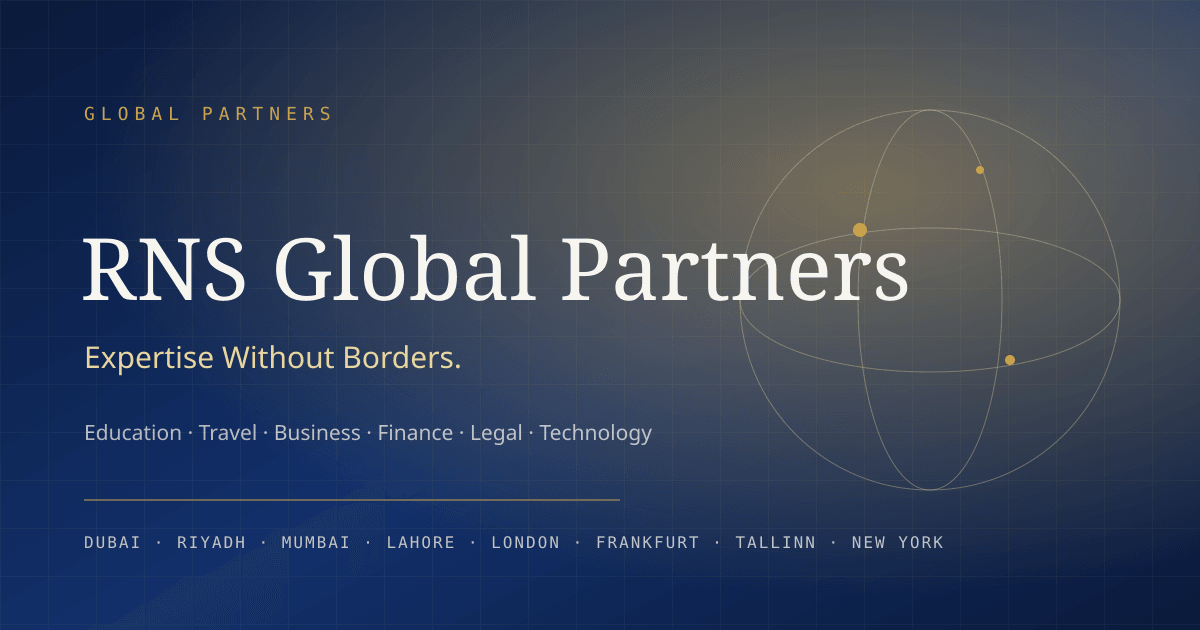 GLOBAL PARTNERS
RNS Global Partners
Expertise Without Borders.
Education · Travel · Business · Finance · Legal · Technology
DUBAI · RIYADH · MUMBAI · LAHORE · LONDON · FRANKFURT · TALLINN · NEW YORK